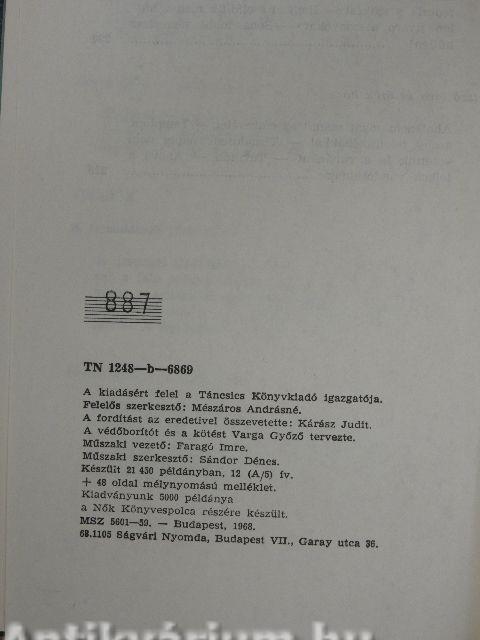 887
TN 1248—b—6869
A kiadásért felel a Táncsics Könyvkiadó igazgatója.
Felelős szerkesztő: Mészáros Andrásné.
A fordítást az eredetivel összevetette: Kárász Judit.
A védőborítót és a kötést Varga Győző tervezte.
Műszaki vezető: Faragó Imre.
Műszaki szerkesztő: Sándor Dénes.
Készült 21 450 példányban, 12 (A/5) ív.
+ 48 oldal mélynyomású melléklet.
Kiadványunk 5000 példánya
a Nők Könyvespolca részére készült.
MSZ 5601—59. — Budapest, 1968.
68.1105 Ságvári Nyomda, Budapest VII., Garay utca 36.
Antikvárium.hu